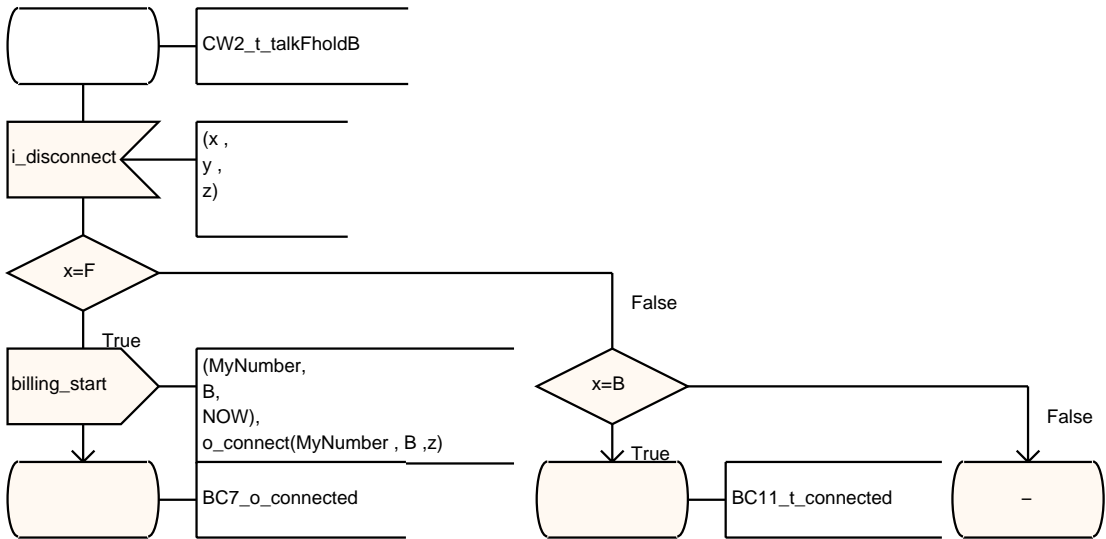 CW2_t_talkFholdB
i_disconnect
(x ,
y ,
z)
x=F
False
True
billing_start
(MyNumber,
B,
NOW),
o_connect(MyNumber , B ,z)
x=B
False
True
BC7_o_connected
BC11_t_connected
–